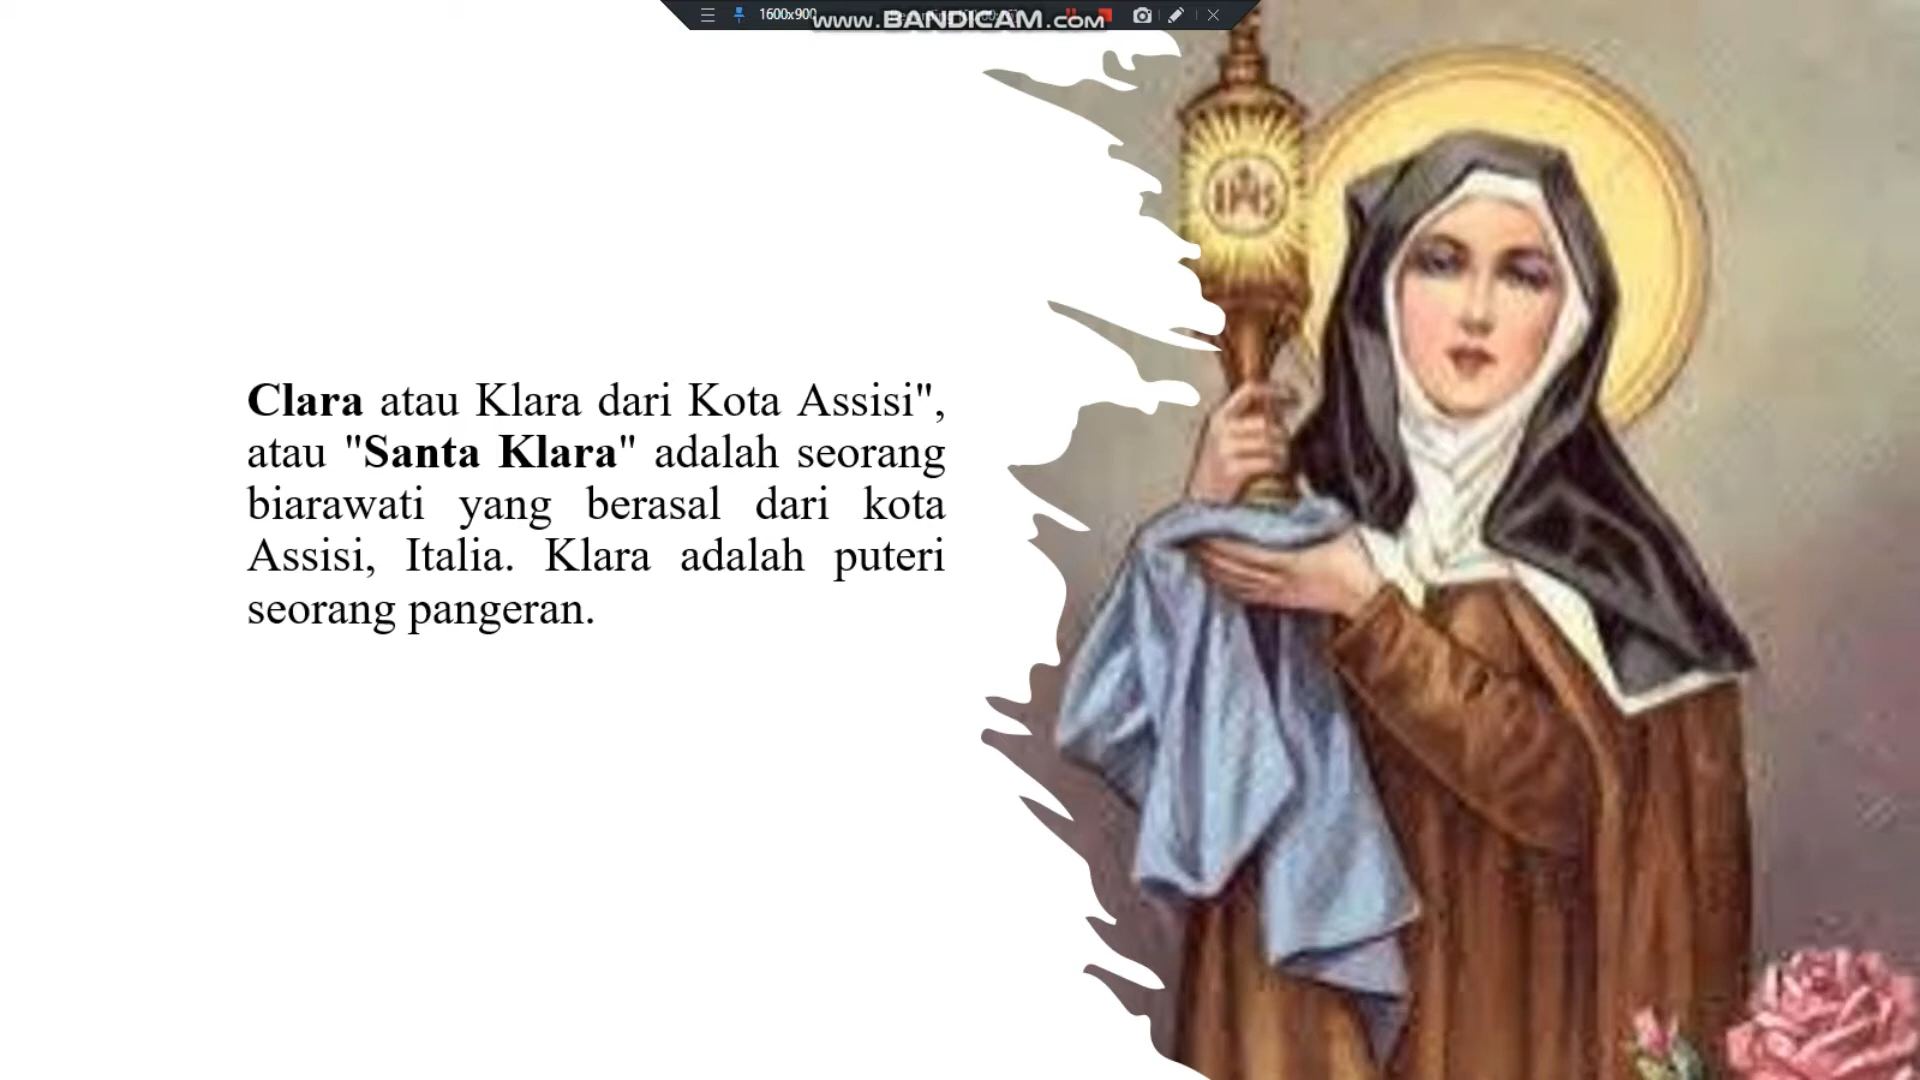 1600x900
www.BANDICAM.com
IHS
Clara atau Klara dari Kota Assisi",
atau "Santa Klara" adalah seorang
biarawati yang berasal dari kota
Assisi, Italia. Klara adalah puteri
seorang pangeran.